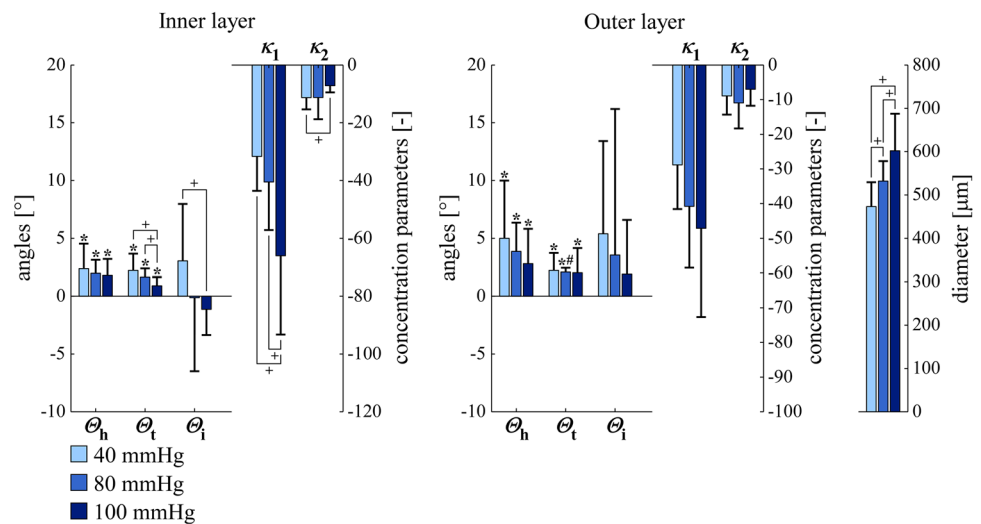 Inner layer
κ1 κ2
20 15 10 5 0 -5 -10
angles [°]
* * * * * * + + + + + +
0 -20 -40 -60 -80 -100 -120
concentration parameters [-]
Θh Θt Θi
Outer layer
κ1 κ2
20 15 10 5 0 -5 -10
angles [°]
* * * * *# *
0 -10 -20 -30 -40 -50 -60 -70 -80 -90 -100
concentration parameters [-]
Θh Θt Θi
+ + +
800 700 600 500 400 300 200 100 0
diameter [µm]
40 mmHg
80 mmHg
100 mmHg